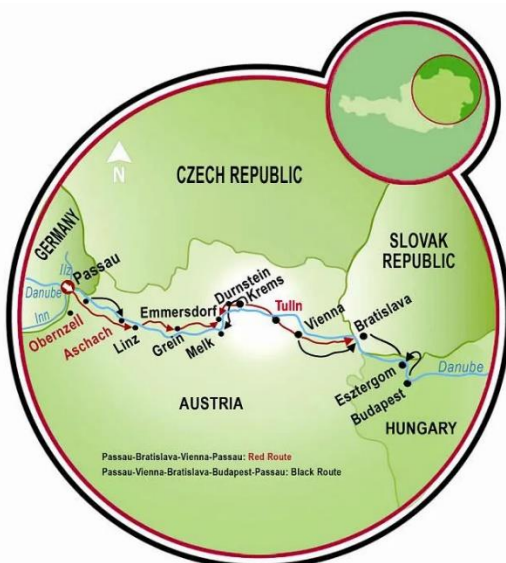 N
CZECH REPUBLIC
GERMANY
SLOVAK
REPUBLIC
Ilz
Passau
Danube
Inn
Obernzell
Aschach
Linz
Grein
Emmersdorf
Melk
Durnstein
Krems
Tulln
Vienna
Bratislava
Esztergom
Budapest
Danube
AUSTRIA
HUNGARY
Passau-Bratislava-Vienna-Passau: Red Route
Passau-Vienna-Bratislava-Budapest-Passau: Black Route